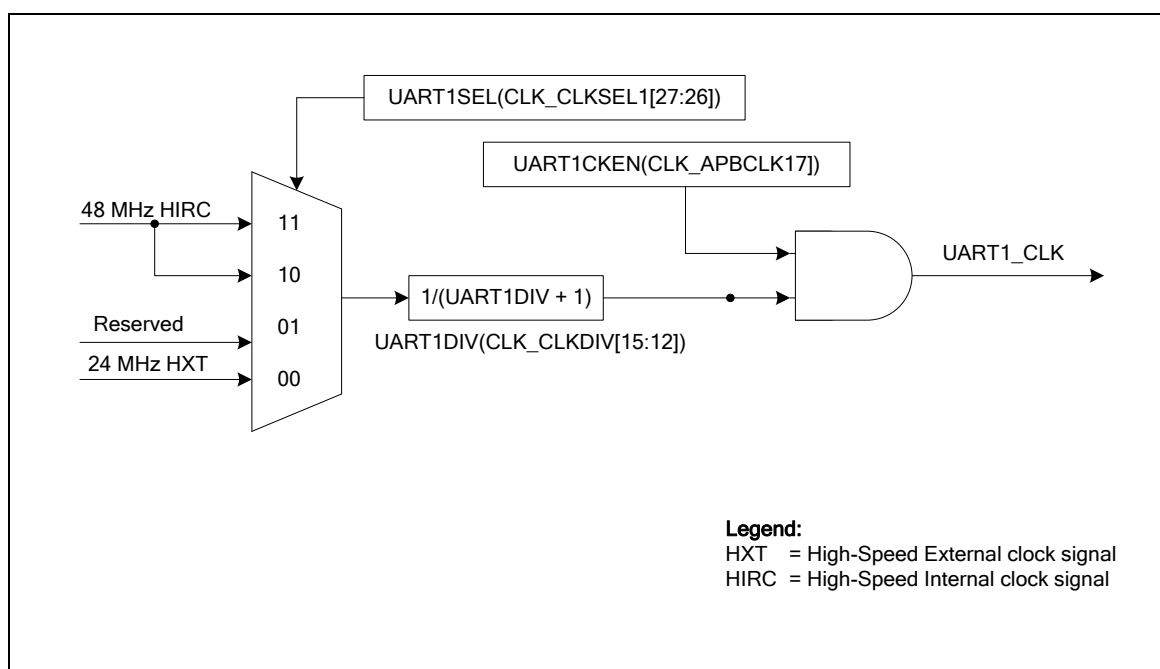 UART1SEL(CLK_CLKSEL1[27:26])
UART1CKEN(CLK_APBCLK17])
48 MHz HIRC
11
UART1_CLK
10
1/(UART1DIV + 1)
Reserved
01
UART1DIV(CLK_CLKDIV[15:12])
24 MHz HXT
00
Legend:
HXT = High-Speed External clock signal
HIRC = High-Speed Internal clock signal